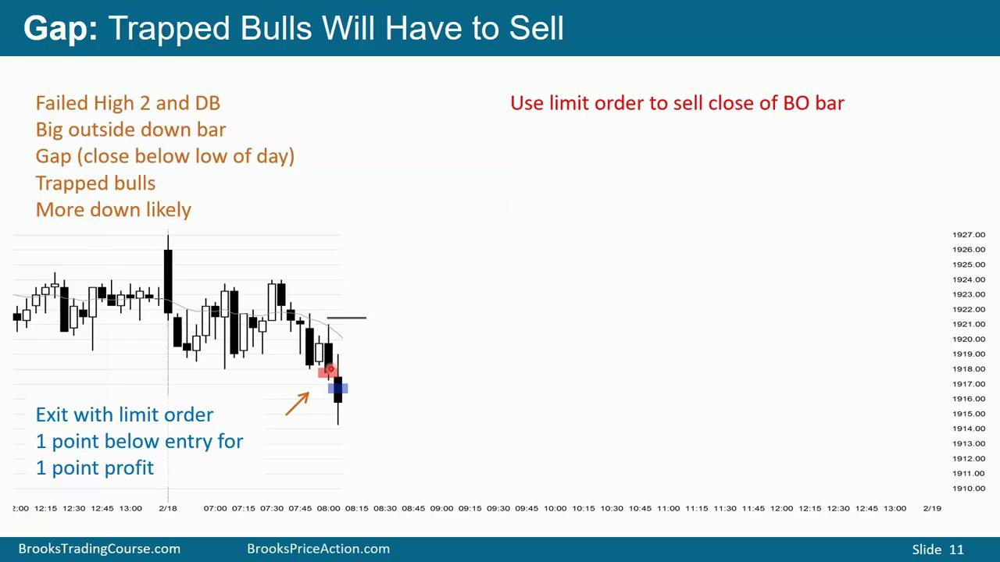 Gap: Trapped Bulls Will Have to Sell
Failed High 2 and DB
Big outside down bar
Gap (close below low of day)
Trapped bulls
More down likely
Use limit order to sell close of BO bar
Exit with limit order
1 point below entry for
1 point profit
1927.00
1926.00
1925.00
1924.00
1923.00
1922.00
1921.00
1920.00
1919.00
1918.00
1917.00
1916.00
1915.00
1914.00
1913.00
1912.00
1911.00
1910.00
2:00 12:15 12:30 12:45 13:00 2/18 07:00 07:15 07:30 07:45 08:00 08:15 08:30 08:45 09:00 09:15 09:30 09:45 10:00 10:15 10:30 10:45 11:00 11:15 11:30 11:45 12:00 12:15 12:30 12:45 13:00 2/19
BrooksTradingCourse.com BrooksPriceAction.com Slide 11